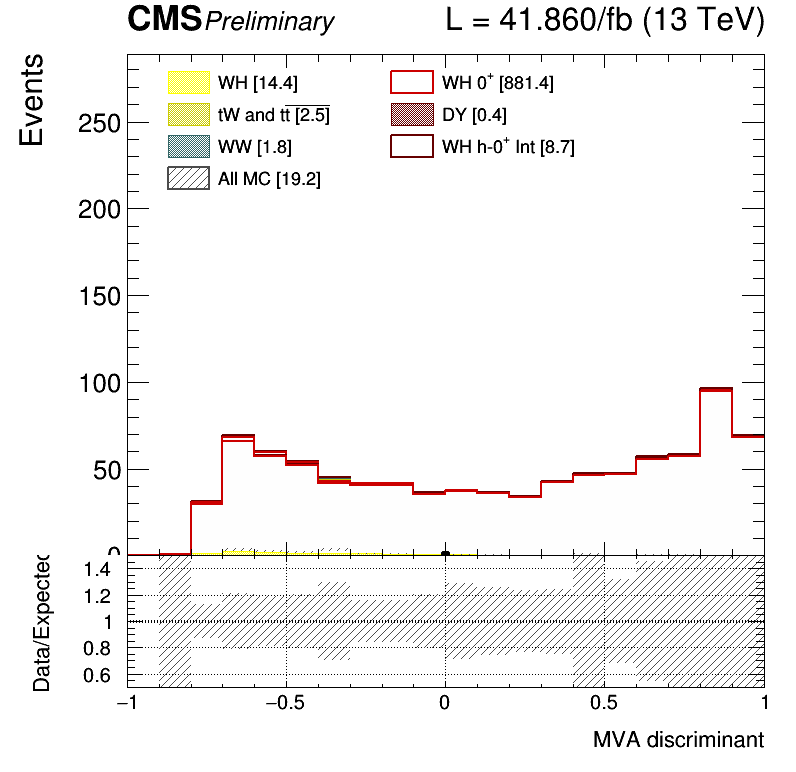 CMS Preliminary L = 41.860/fb (13 TeV)
Events
WH [14.4] WH 0+ [881.4]
tW and tt [2.5] DY [0.4]
WW [1.8] WH h-0+ Int [8.7]
All MC [19.2]
250
200
150
100
50
0
Data/Expected
1.4
1.2
1
0.8
0.6
−1 −0.5 0 0.5 1
MVA discriminant